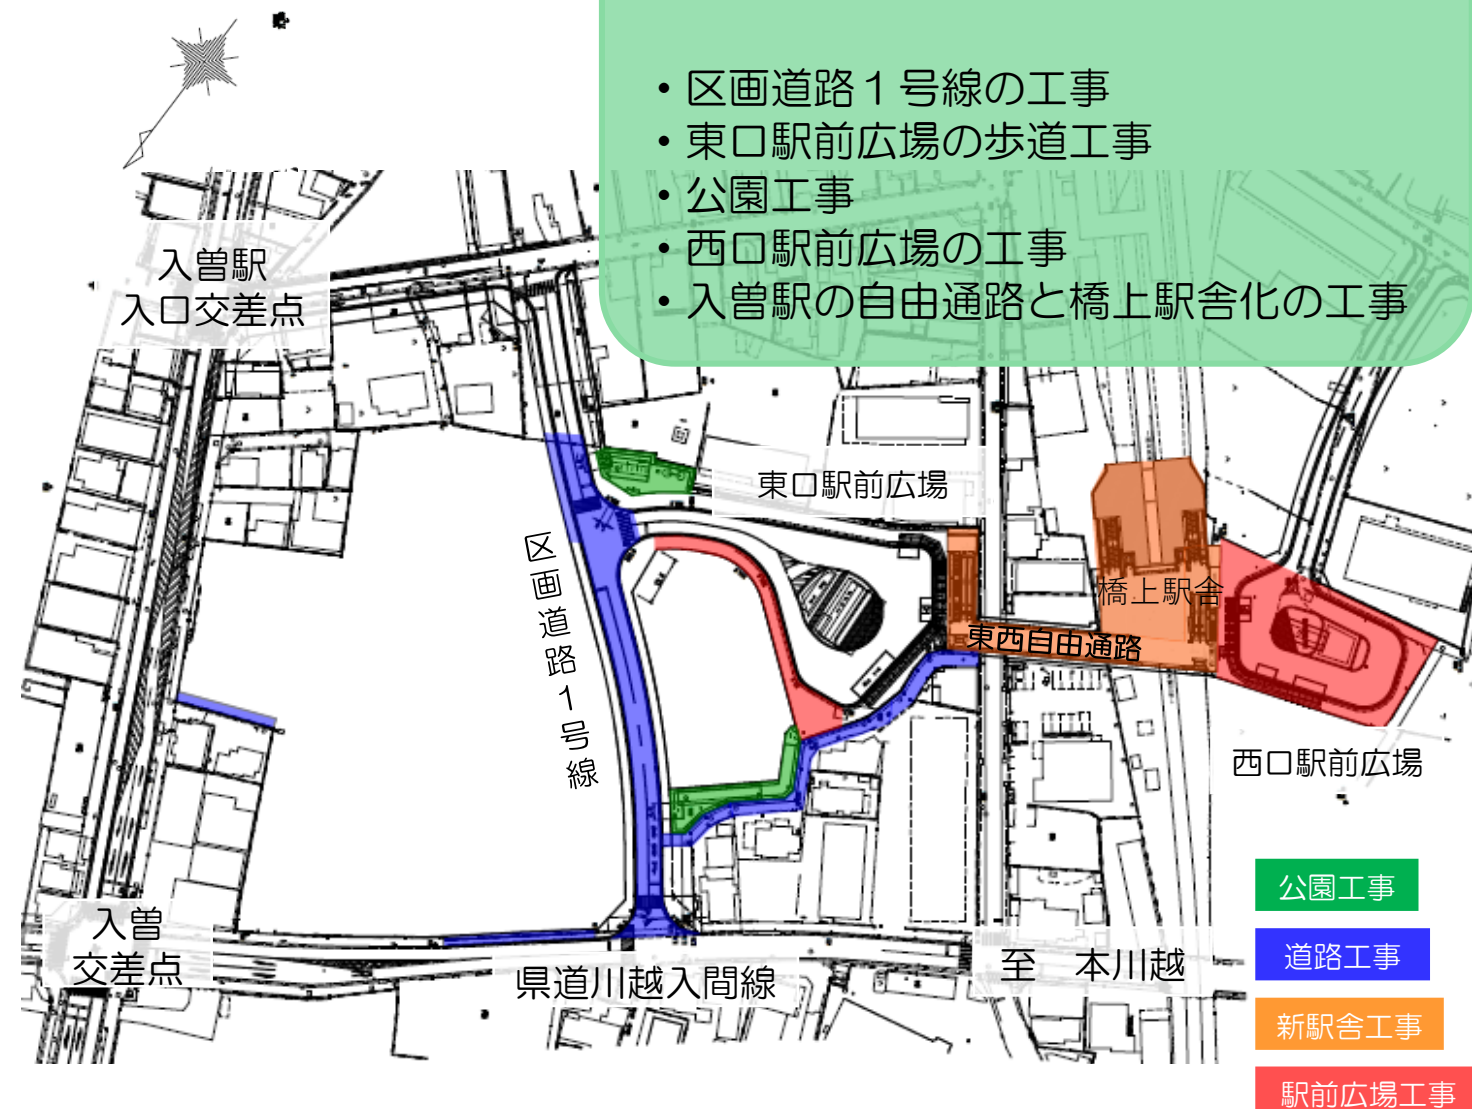 ・区画道路１号線の工事
・東口駅前広場の歩道工事
・公園工事
・西口駅前広場の工事
・入曽駅の自由通路と橋上駅舎化の工事
入曽駅
入口交差点
東口駅前広場
区画道路１号線
橋上駅舎
東西自由通路
西口駅前広場
入曽
交差点
県道川越入間線
至　本川越
公園工事
道路工事
新駅舎工事
駅前広場工事